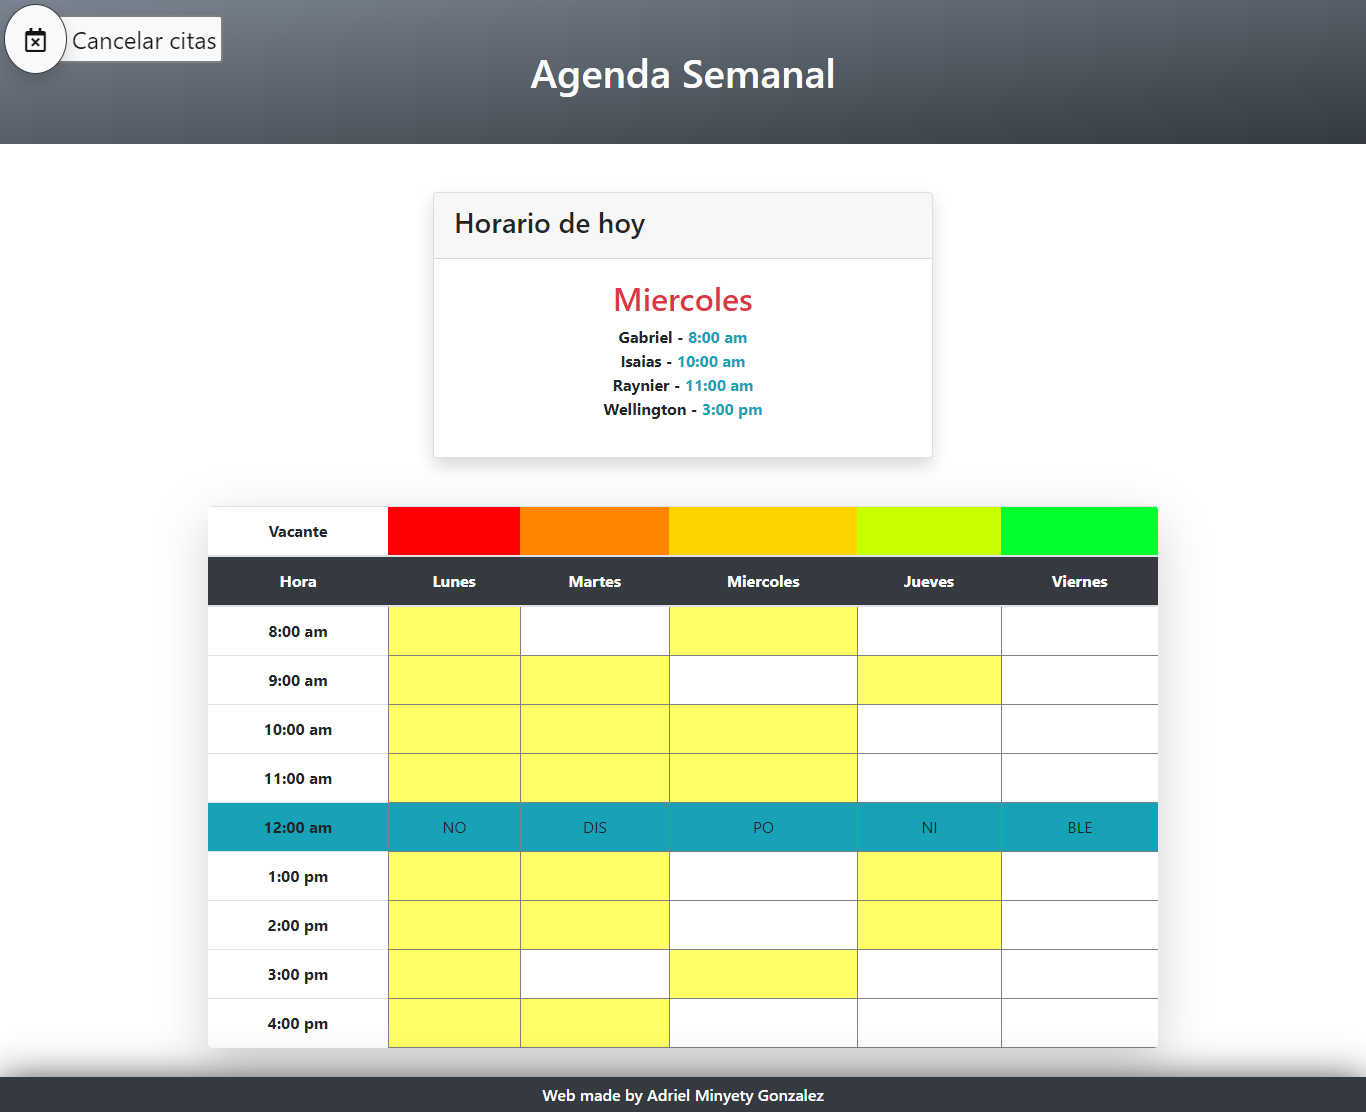 Cancelar citas
Agenda Semanal
Horario de hoy
Miercoles
Gabriel - 8:00 am
Isaias - 10:00 am
Raynier - 11:00 am
Wellington - 3:00 pm
Vacante
Hora Lunes Martes Miercoles Jueves Viernes
8:00 am
9:00 am
10:00 am
11:00 am
12:00 am NO DIS PO NI BLE
1:00 pm
2:00 pm
3:00 pm
4:00 pm
Web made by Adriel Minyety Gonzalez